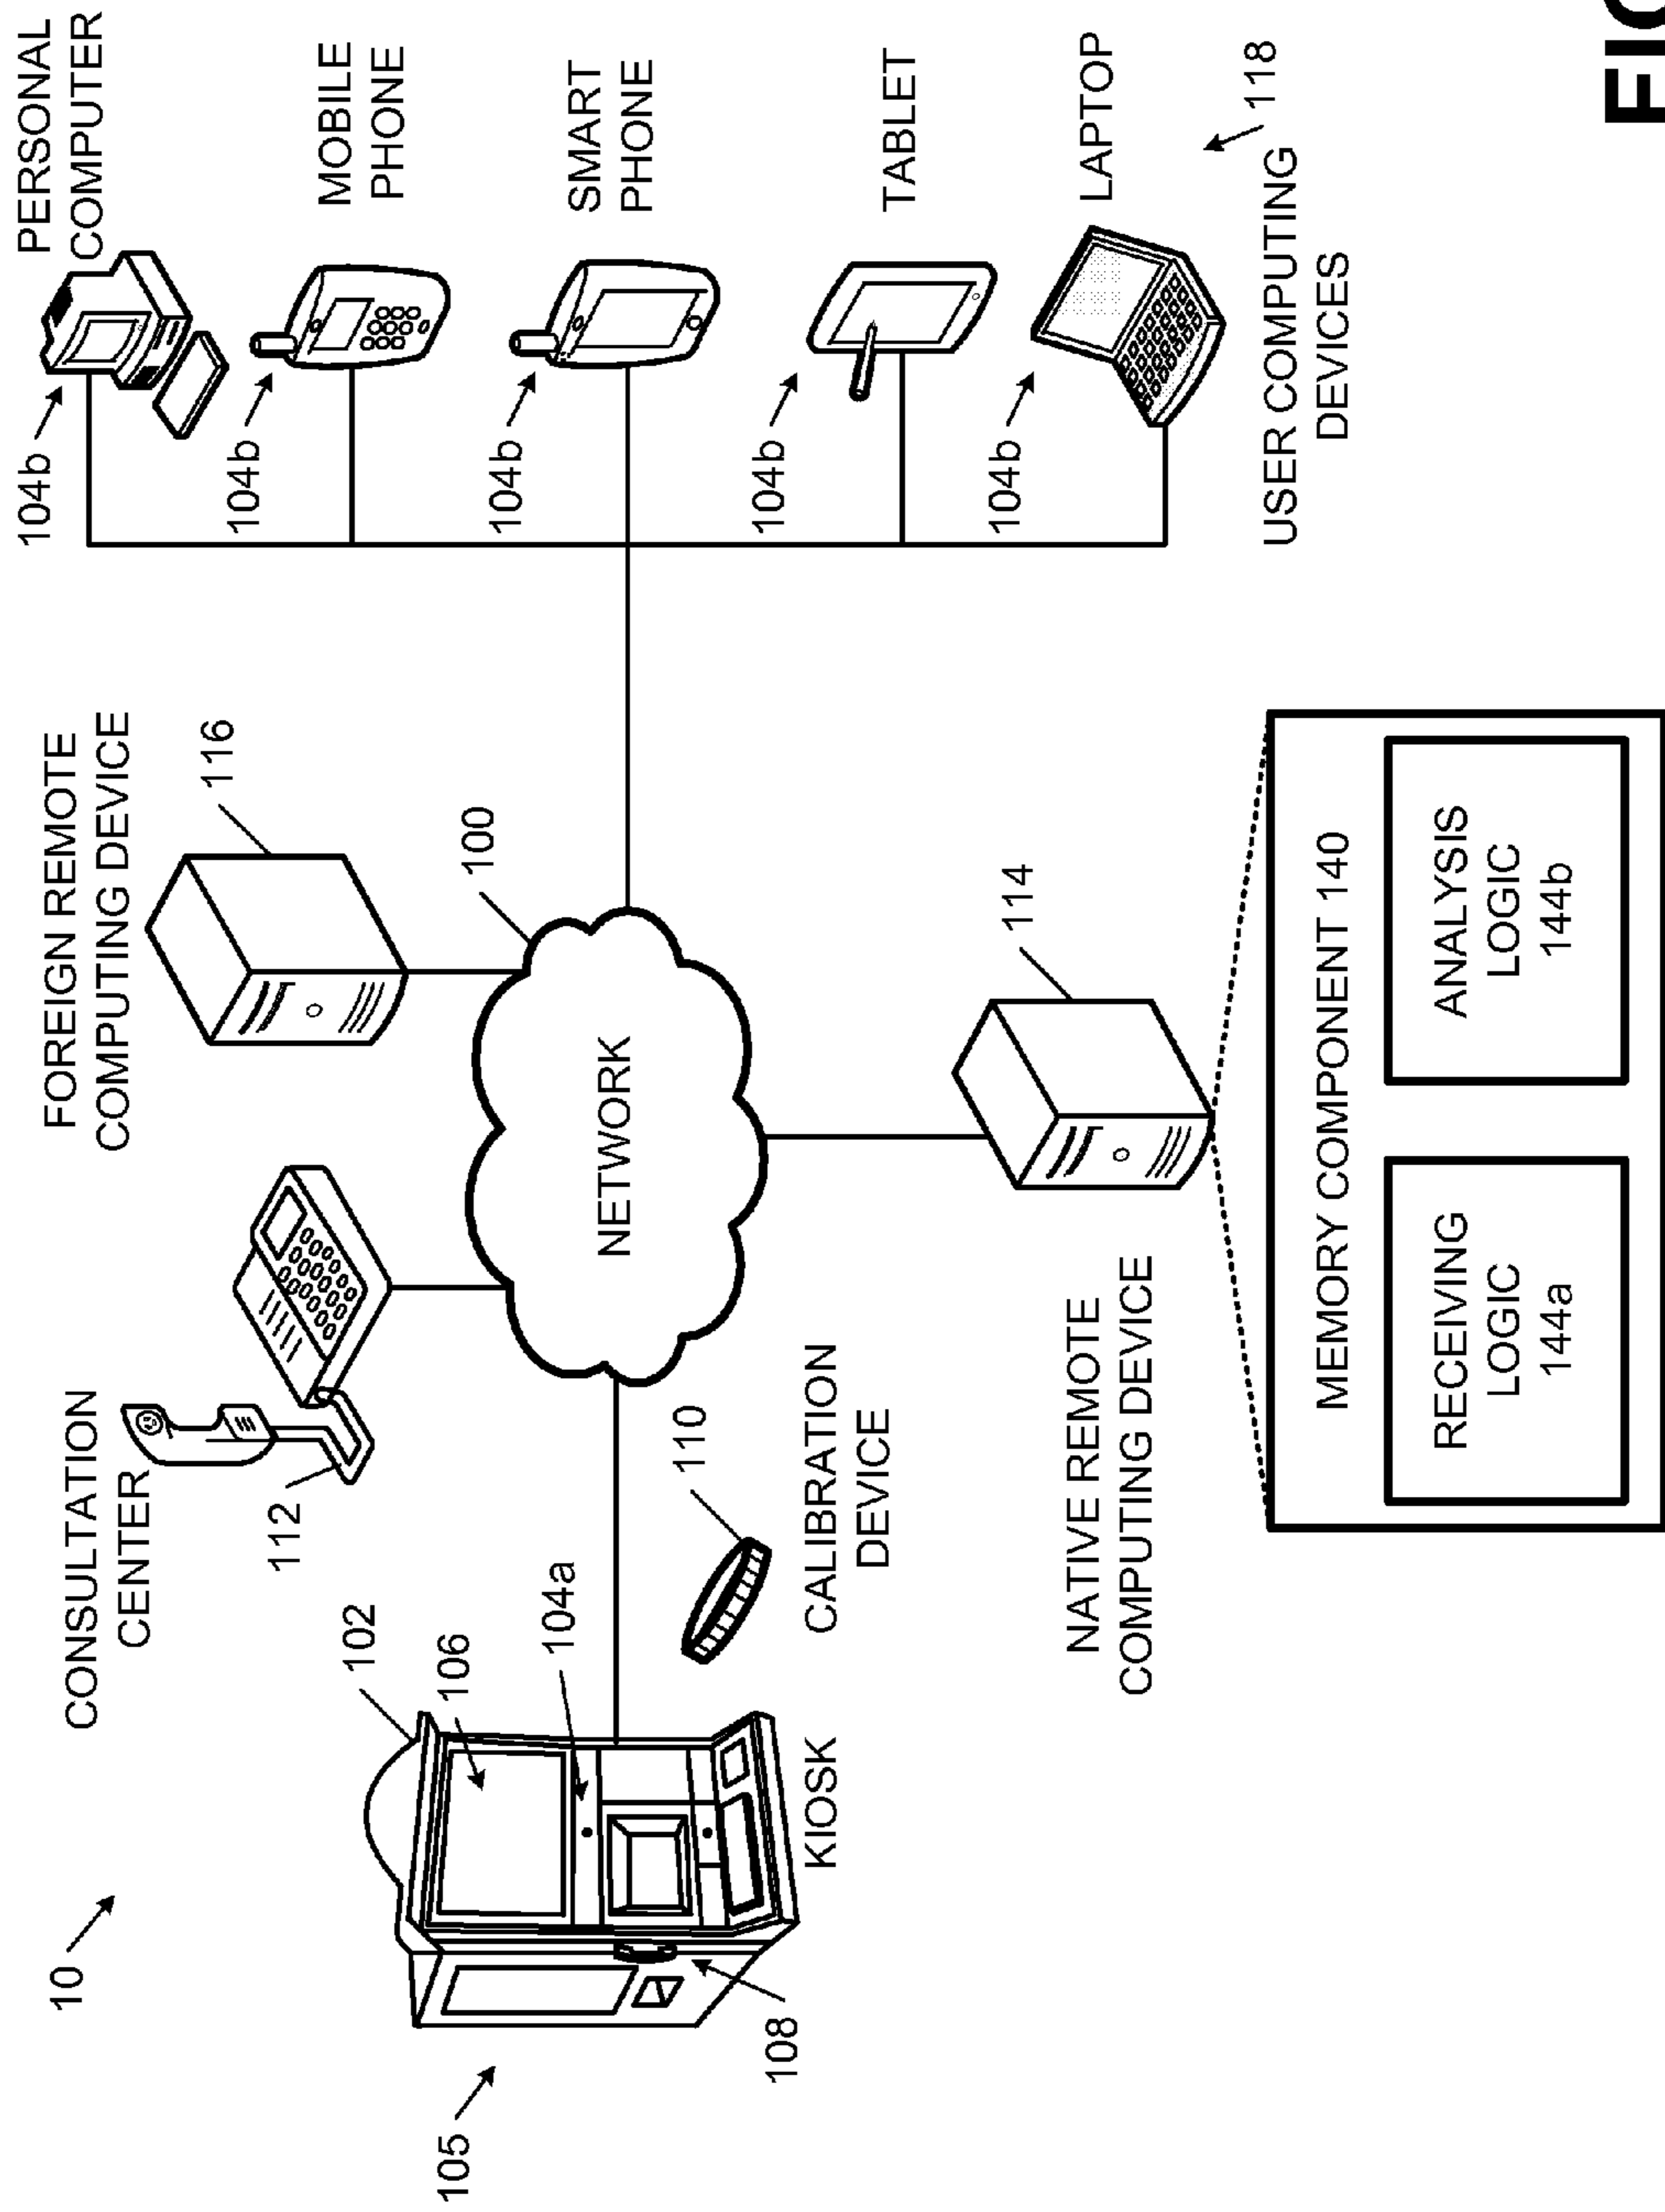 10
105
102
106
104a
108
KIOSK
CONSULTATION
CENTER
112
110
CALIBRATION
DEVICE
FOREIGN REMOTE
COMPUTING DEVICE
116
100
NETWORK
114
NATIVE REMOTE
COMPUTING DEVICE
MEMORY COMPONENT 140
RECEIVING
LOGIC
144a
ANALYSIS
LOGIC
144b
104b
PERSONAL
COMPUTER
104b
MOBILE
PHONE
104b
SMART
PHONE
104b
TABLET
104b
LAPTOP
118
USER COMPUTING
DEVICES